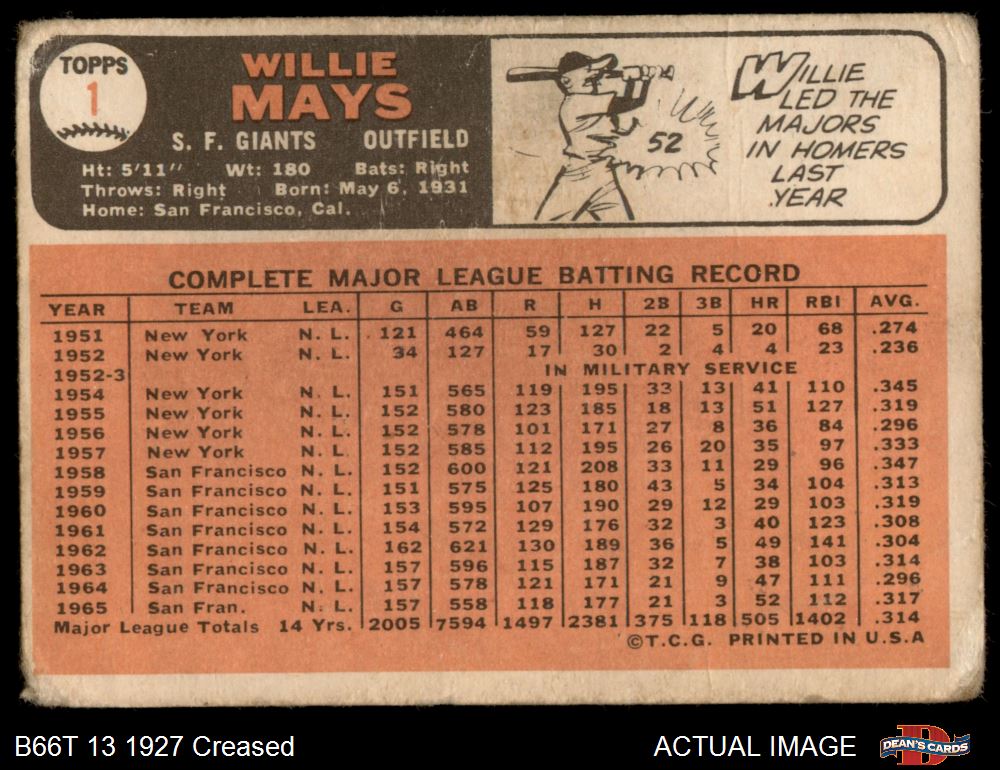 TOPPS
1
WILLIE
MAYS
S. F. GIANTS OUTFIELD
Ht: 5'11" Wt: 180 Bats: Right
Throws: Right Born: May 6, 1931
Home: San Francisco, Cal.
52
WILLIE
LED THE
MAJORS
IN HOMERS
LAST
YEAR
COMPLETE MAJOR LEAGUE BATTING RECORD
YEAR TEAM LEA. G AB R H 2B 3B HR RBI AVG.
1951 New York N. L. 121 464 59 127 22 5 20 68 .274
1952 New York N. L. 34 127 17 30 2 4 4 23 .236
1952-3 IN MILITARY SERVICE
1954 New York N. L. 151 565 119 195 33 13 41 110 .345
1955 New York N. L. 152 580 123 185 18 13 51 127 .319
1956 New York N. L. 152 578 101 171 27 8 36 84 .296
1957 New York N. L. 152 585 112 195 26 20 35 97 .333
1958 San Francisco N. L. 152 600 121 208 33 11 29 96 .347
1959 San Francisco N. L. 151 575 125 180 43 5 34 104 .313
1960 San Francisco N. L. 153 595 107 190 29 12 29 103 .319
1961 San Francisco N. L. 154 572 129 176 32 3 40 123 .308
1962 San Francisco N. L. 162 621 130 189 36 5 49 141 .304
1963 San Francisco N. L. 157 596 115 187 32 7 38 103 .314
1964 San Francisco N. L. 157 578 121 171 21 9 47 111 .296
1965 San Fran. N. L. 157 558 118 177 21 3 52 112 .317
Major League Totals 14 Yrs. 2005 7594 1497 2381 375 118 505 1402 .314
©T.C.G. PRINTED IN U.S.A
B66T 13 1927 Creased
ACTUAL IMAGE
D
DEAN'S CARDS